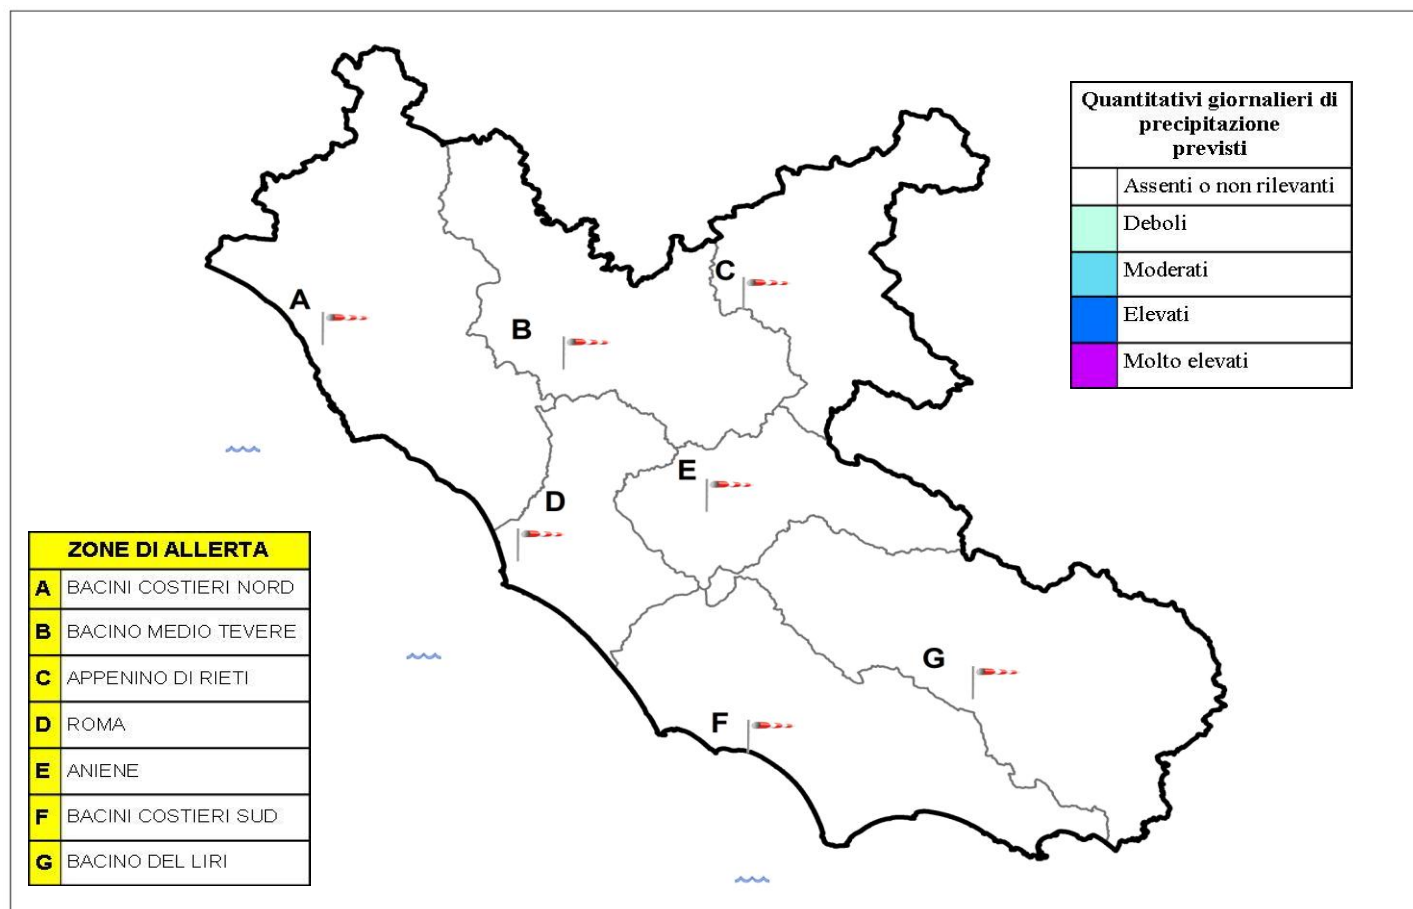 Quantitativi giornalieri di
precipitazione
previsti
Assenti o non rilevanti
Deboli
Moderati
Elevati
Molto elevati
C
A
B
E
D
G
F
ZONE DI ALLERTA
A BACINI COSTIERI NORD
B BACINO MEDIO TEVERE
C APPENINO DI RIETI
D ROMA
E ANIENE
F BACINI COSTIERI SUD
G BACINO DEL LIRI